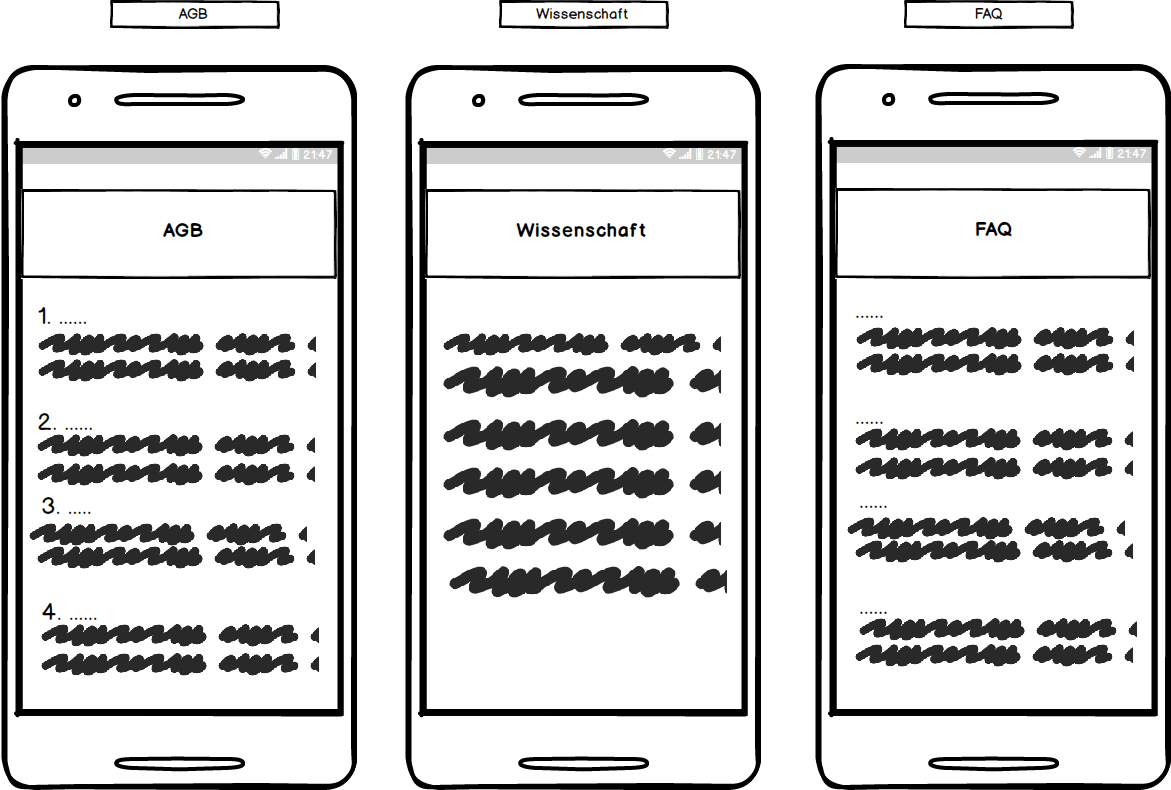 AGB
21:47
AGB
1. ......
2. ......
3. .....
4. ......
Wissenschaft
21:47
Wissenschaft
FAQ
21:47
FAQ
......
......
......
......